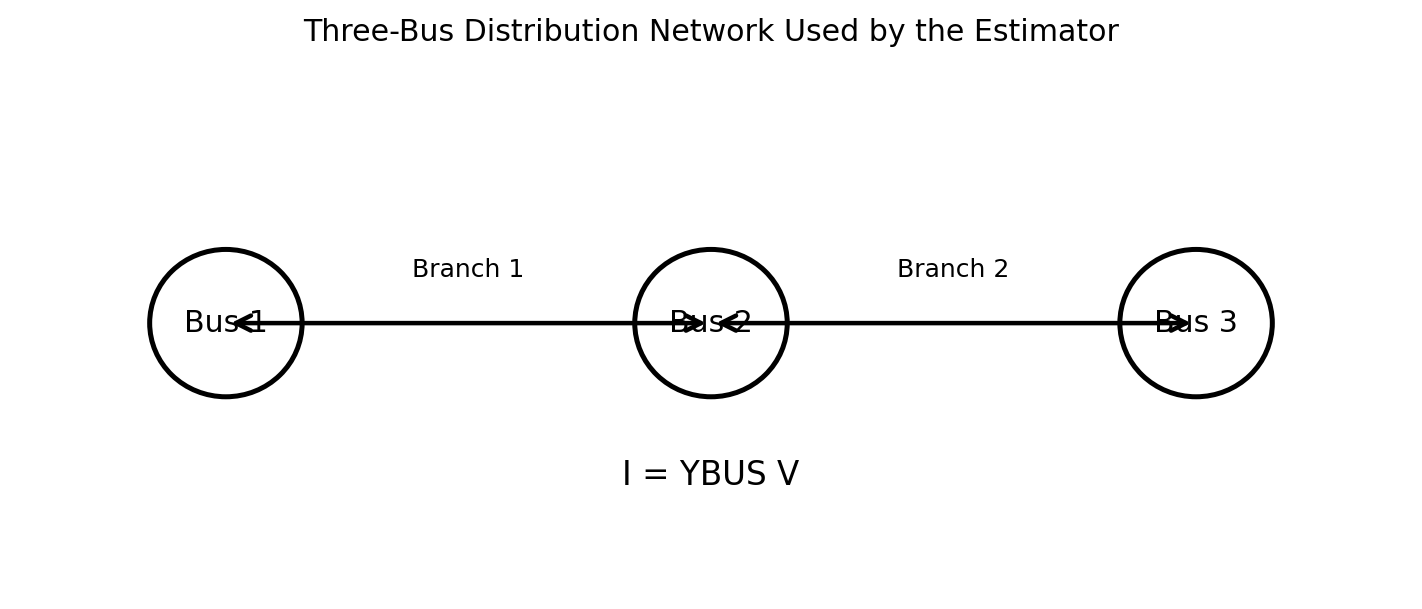 Three-Bus Distribution Network Used by the Estimator
Branch 1
Branch 2
Bus 1
Bus 2
Bus 3
I = YBUS V